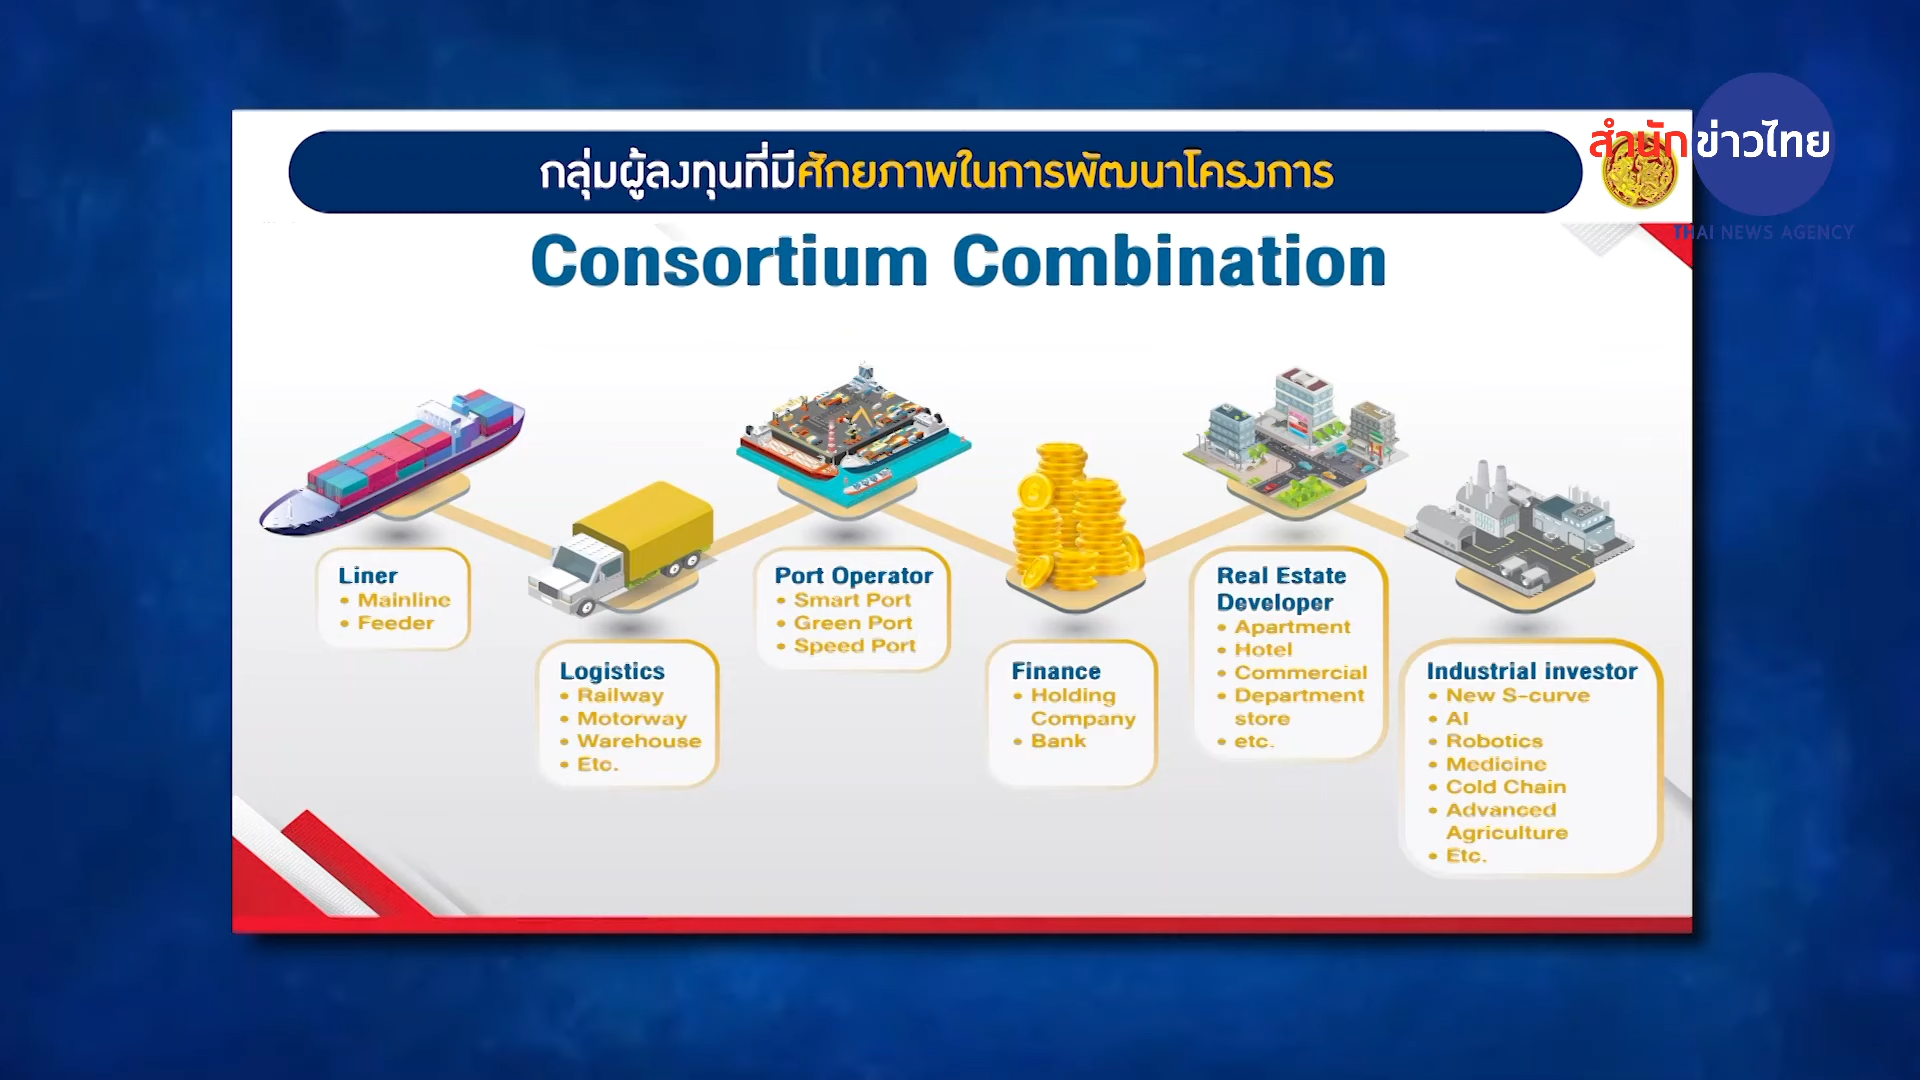 สำนักข่าวไทย
THAI NEWS AGENCY
กลุ่มผู้ลงทุนที่มีศักยภาพในการพัฒนาโครงการ
Consortium Combination
Liner
• Mainline
• Feeder
Logistics
• Railway
• Motorway
• Warehouse
• Etc.
Port Operator
• Smart Port
• Green Port
• Speed Port
Finance
• Holding
Company
• Bank
Real Estate
Developer
• Apartment
• Hotel
• Commercial
• Department
store
• etc.
Industrial investor
• New S-curve
• AI
• Robotics
• Medicine
• Cold Chain
• Advanced
Agriculture
• Etc.